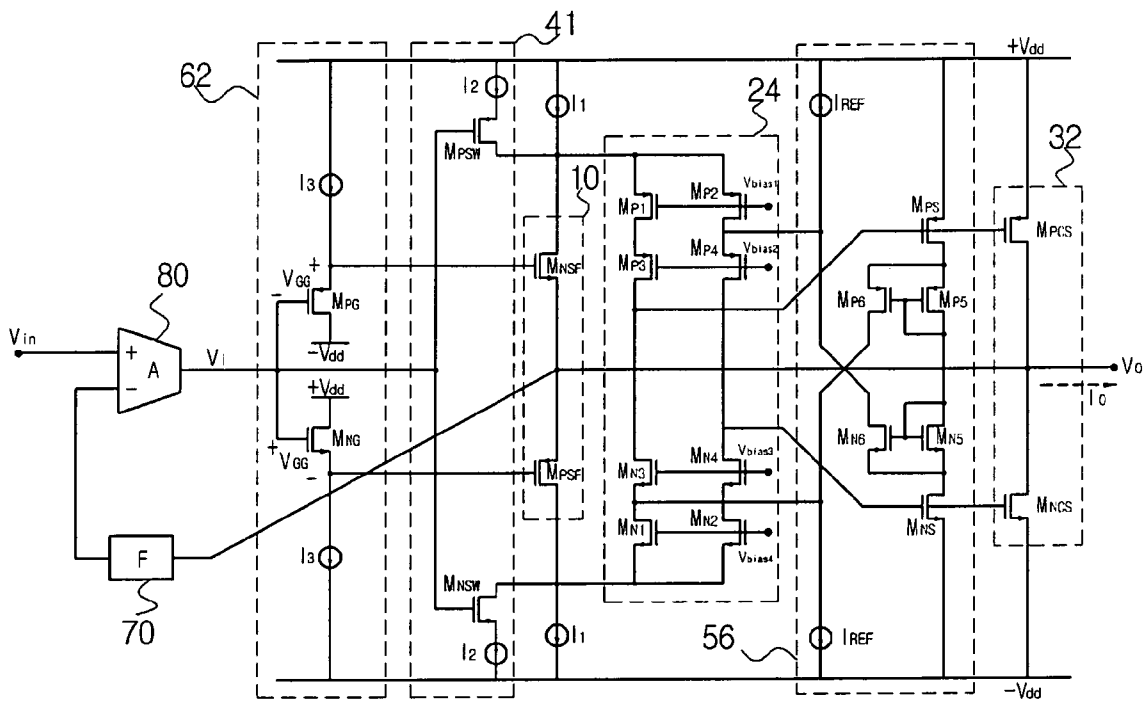 41
+Vdd
62
I2
I1
24
IREF
MPSW
32
I3
10
MP1
MP2
Vbias1
MPS
MPCS
MP3
MP4
Vbias2
+
MNSF
80
− VGG
MPG
MP6
MP5
Vin
−Vdd
+
A
Vi
−
+Vdd
Vo
Io
MNG
+ VGG
−
MN6
MN5
MPSF
MN3
MN4
Vbias3
MNS
MNCS
F
MN1
MN2
Vbias4
I3
MNSW
70
I2
I1
IREF
56
−Vdd